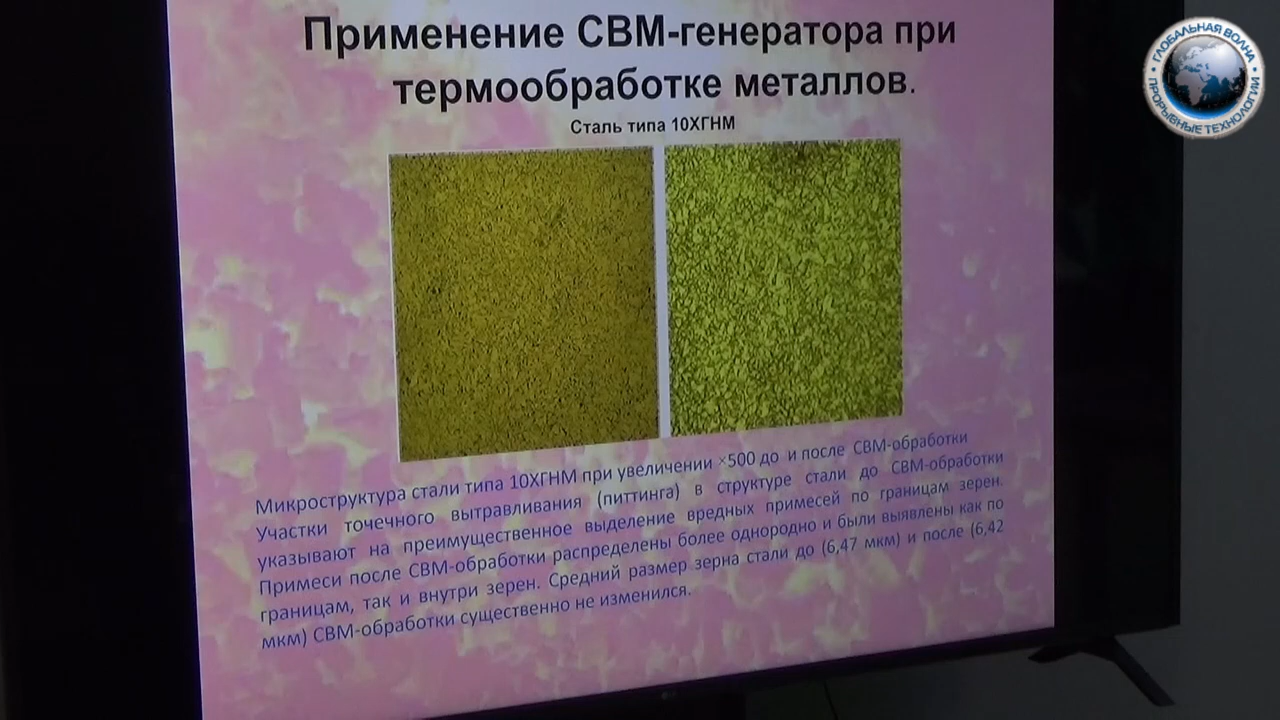 Применение СВМ-генератора при
термообработке металлов.
Сталь типа 10ХГНМ
Микроструктура стали типа 10ХГНМ при увеличении ×500 до и после СВМ-обработки
Участки точечного вытравливания (питтинга) в структуре стали до СВМ-обработки
указывают на преимущественное выделение вредных примесей по границам зерен.
Примеси после СВМ-обработки распределены более однородно и были выявлены как по
границам, так и внутри зерен. Средний размер зерна стали до (6,47 мкм) и после (6,42
мкм) СВМ-обработки существенно не изменился.
ГЛОБАЛЬНАЯ ВОЛНА
ПРОРЫВНЫЕ ТЕХНОЛОГИИ
LG